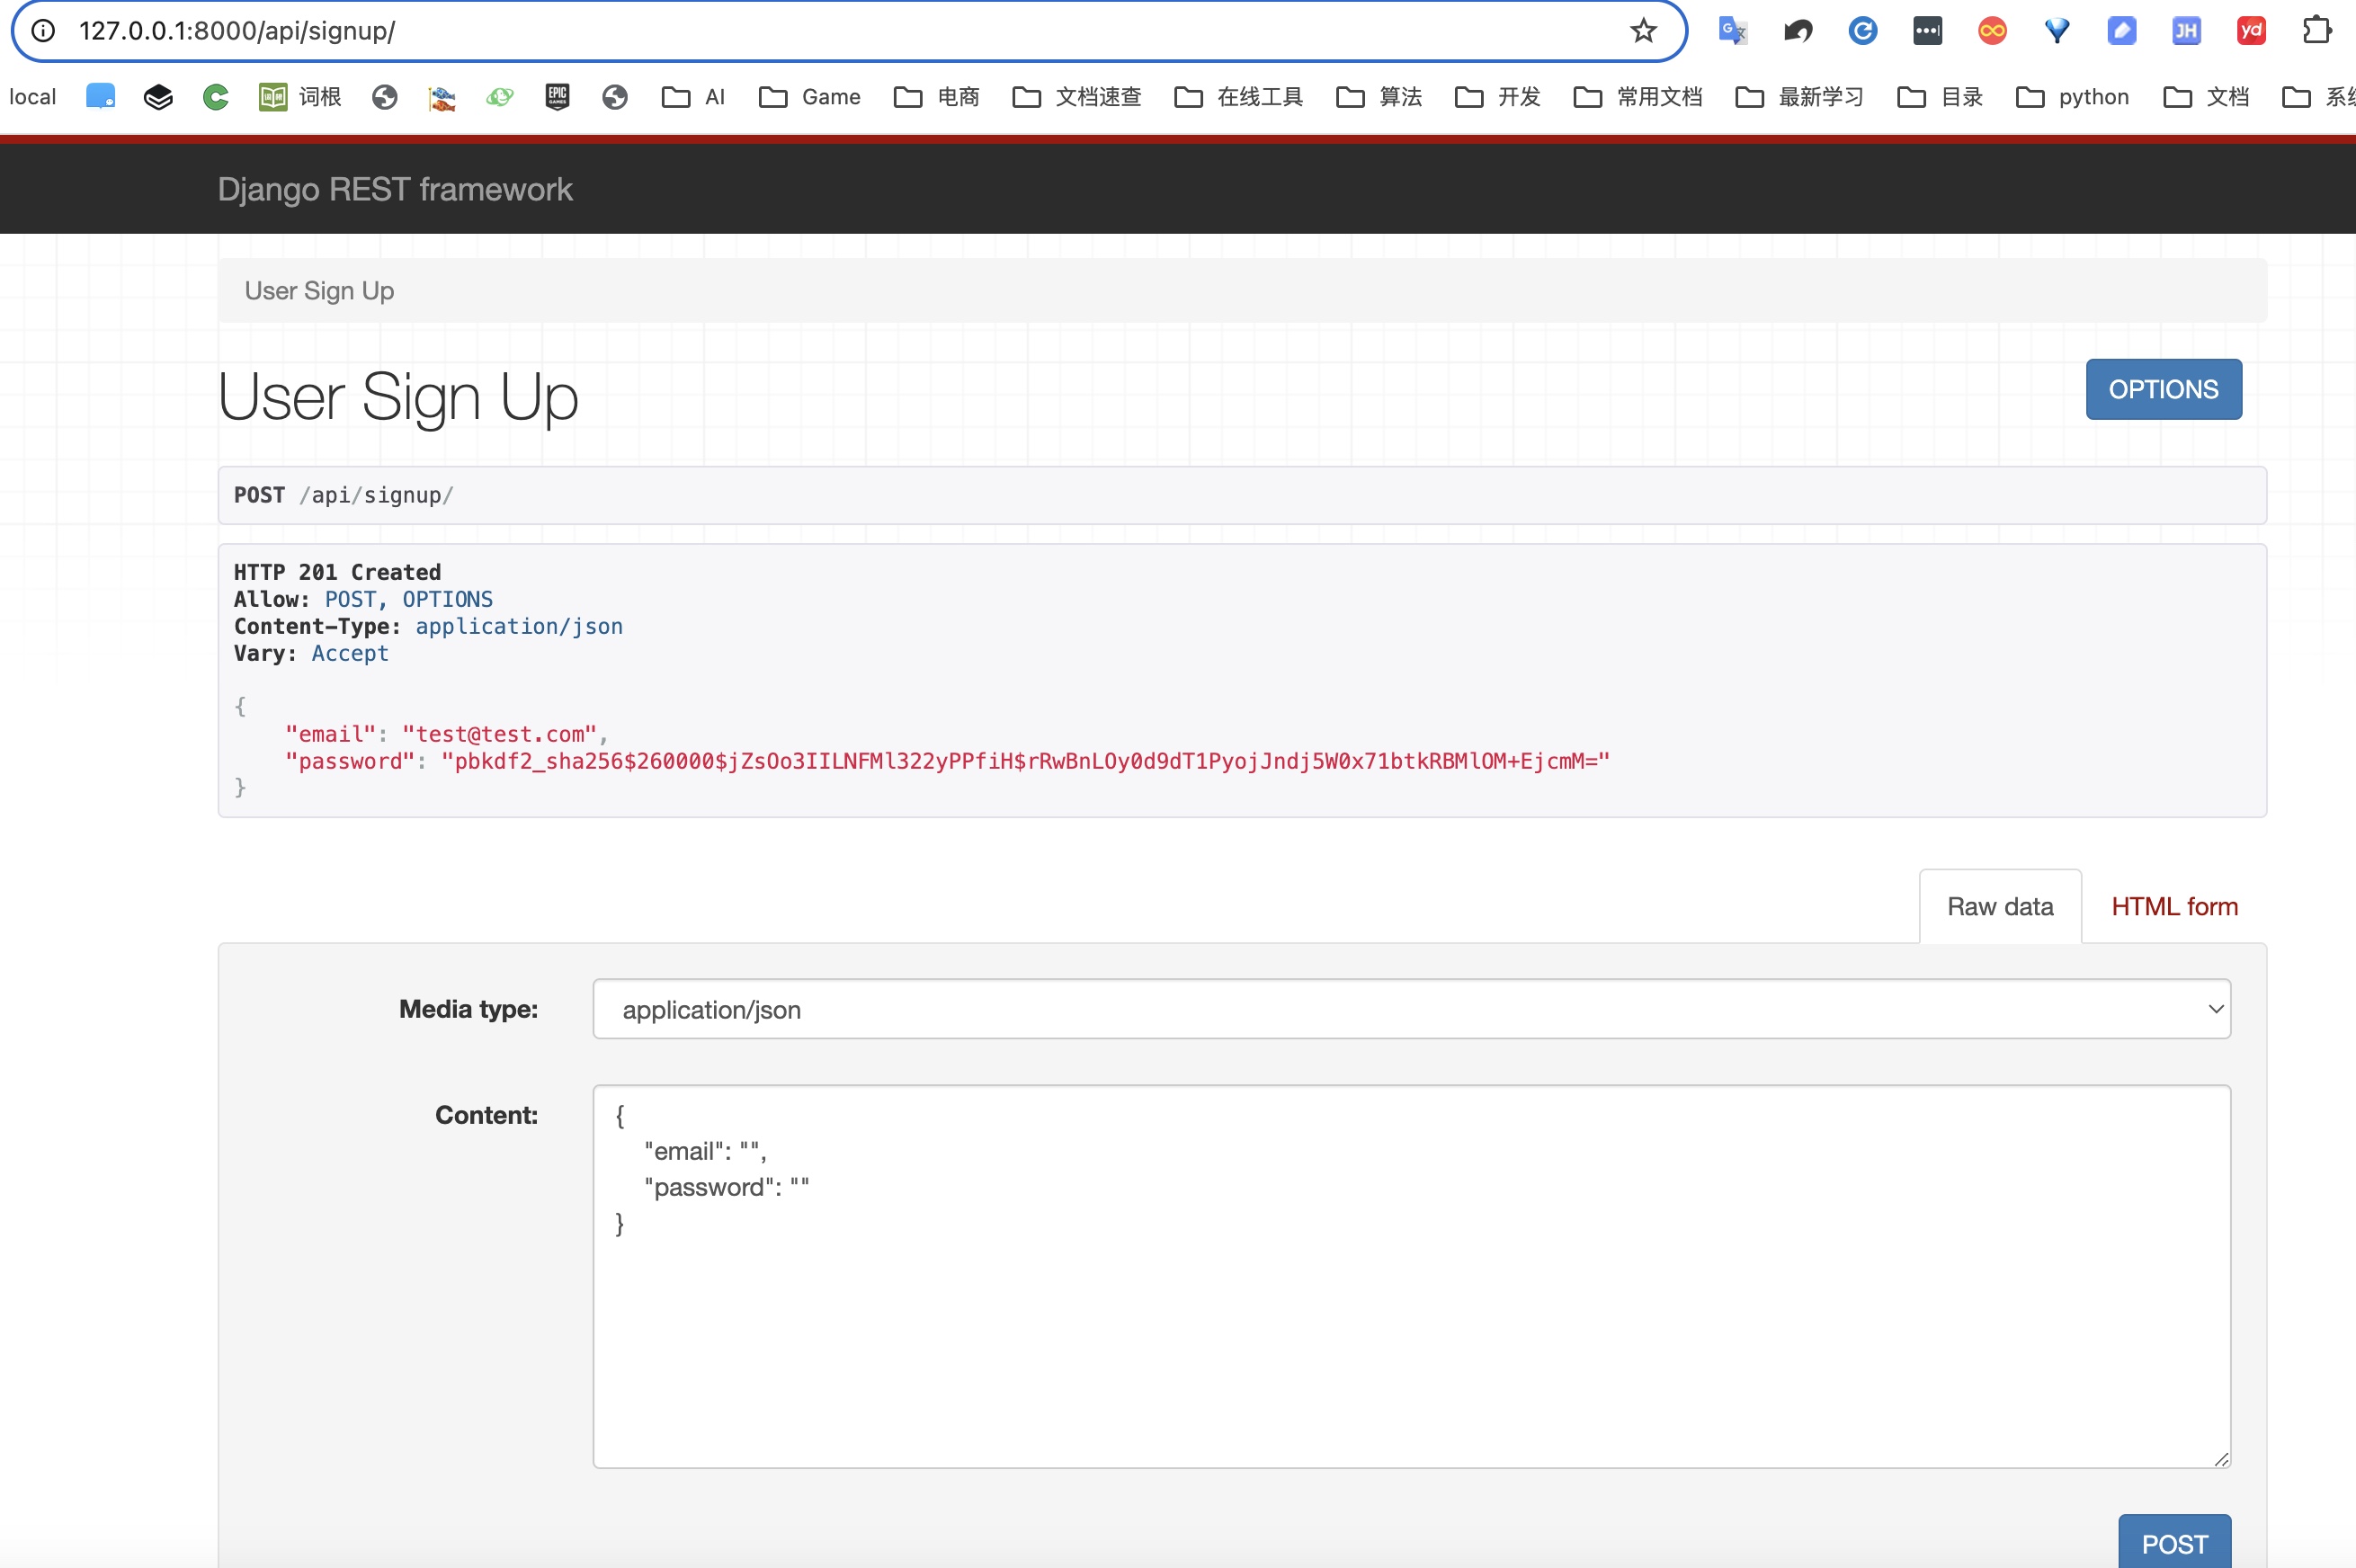 127.0.0.1:8000/api/signup/
local 词根 AI Game 电商 文档速查 在线工具 算法 开发 常用文档 最新学习 目录 python 文档
Django REST framework
User Sign Up
User Sign Up
OPTIONS
POST /api/signup/
HTTP 201 Created
Allow: POST, OPTIONS
Content-Type: application/json
Vary: Accept
{
"email": "test@test.com",
"password": "pbkdf2_sha256$260000$jZsOo3IILNFMl322yPPfiH$rRwBnLOy0d9dT1PyojJndj5W0x71btkRBMlOM+EjcmM="
}
Raw data HTML form
Media type: application/json
Content:
{
"email": "",
"password": ""
}
POST